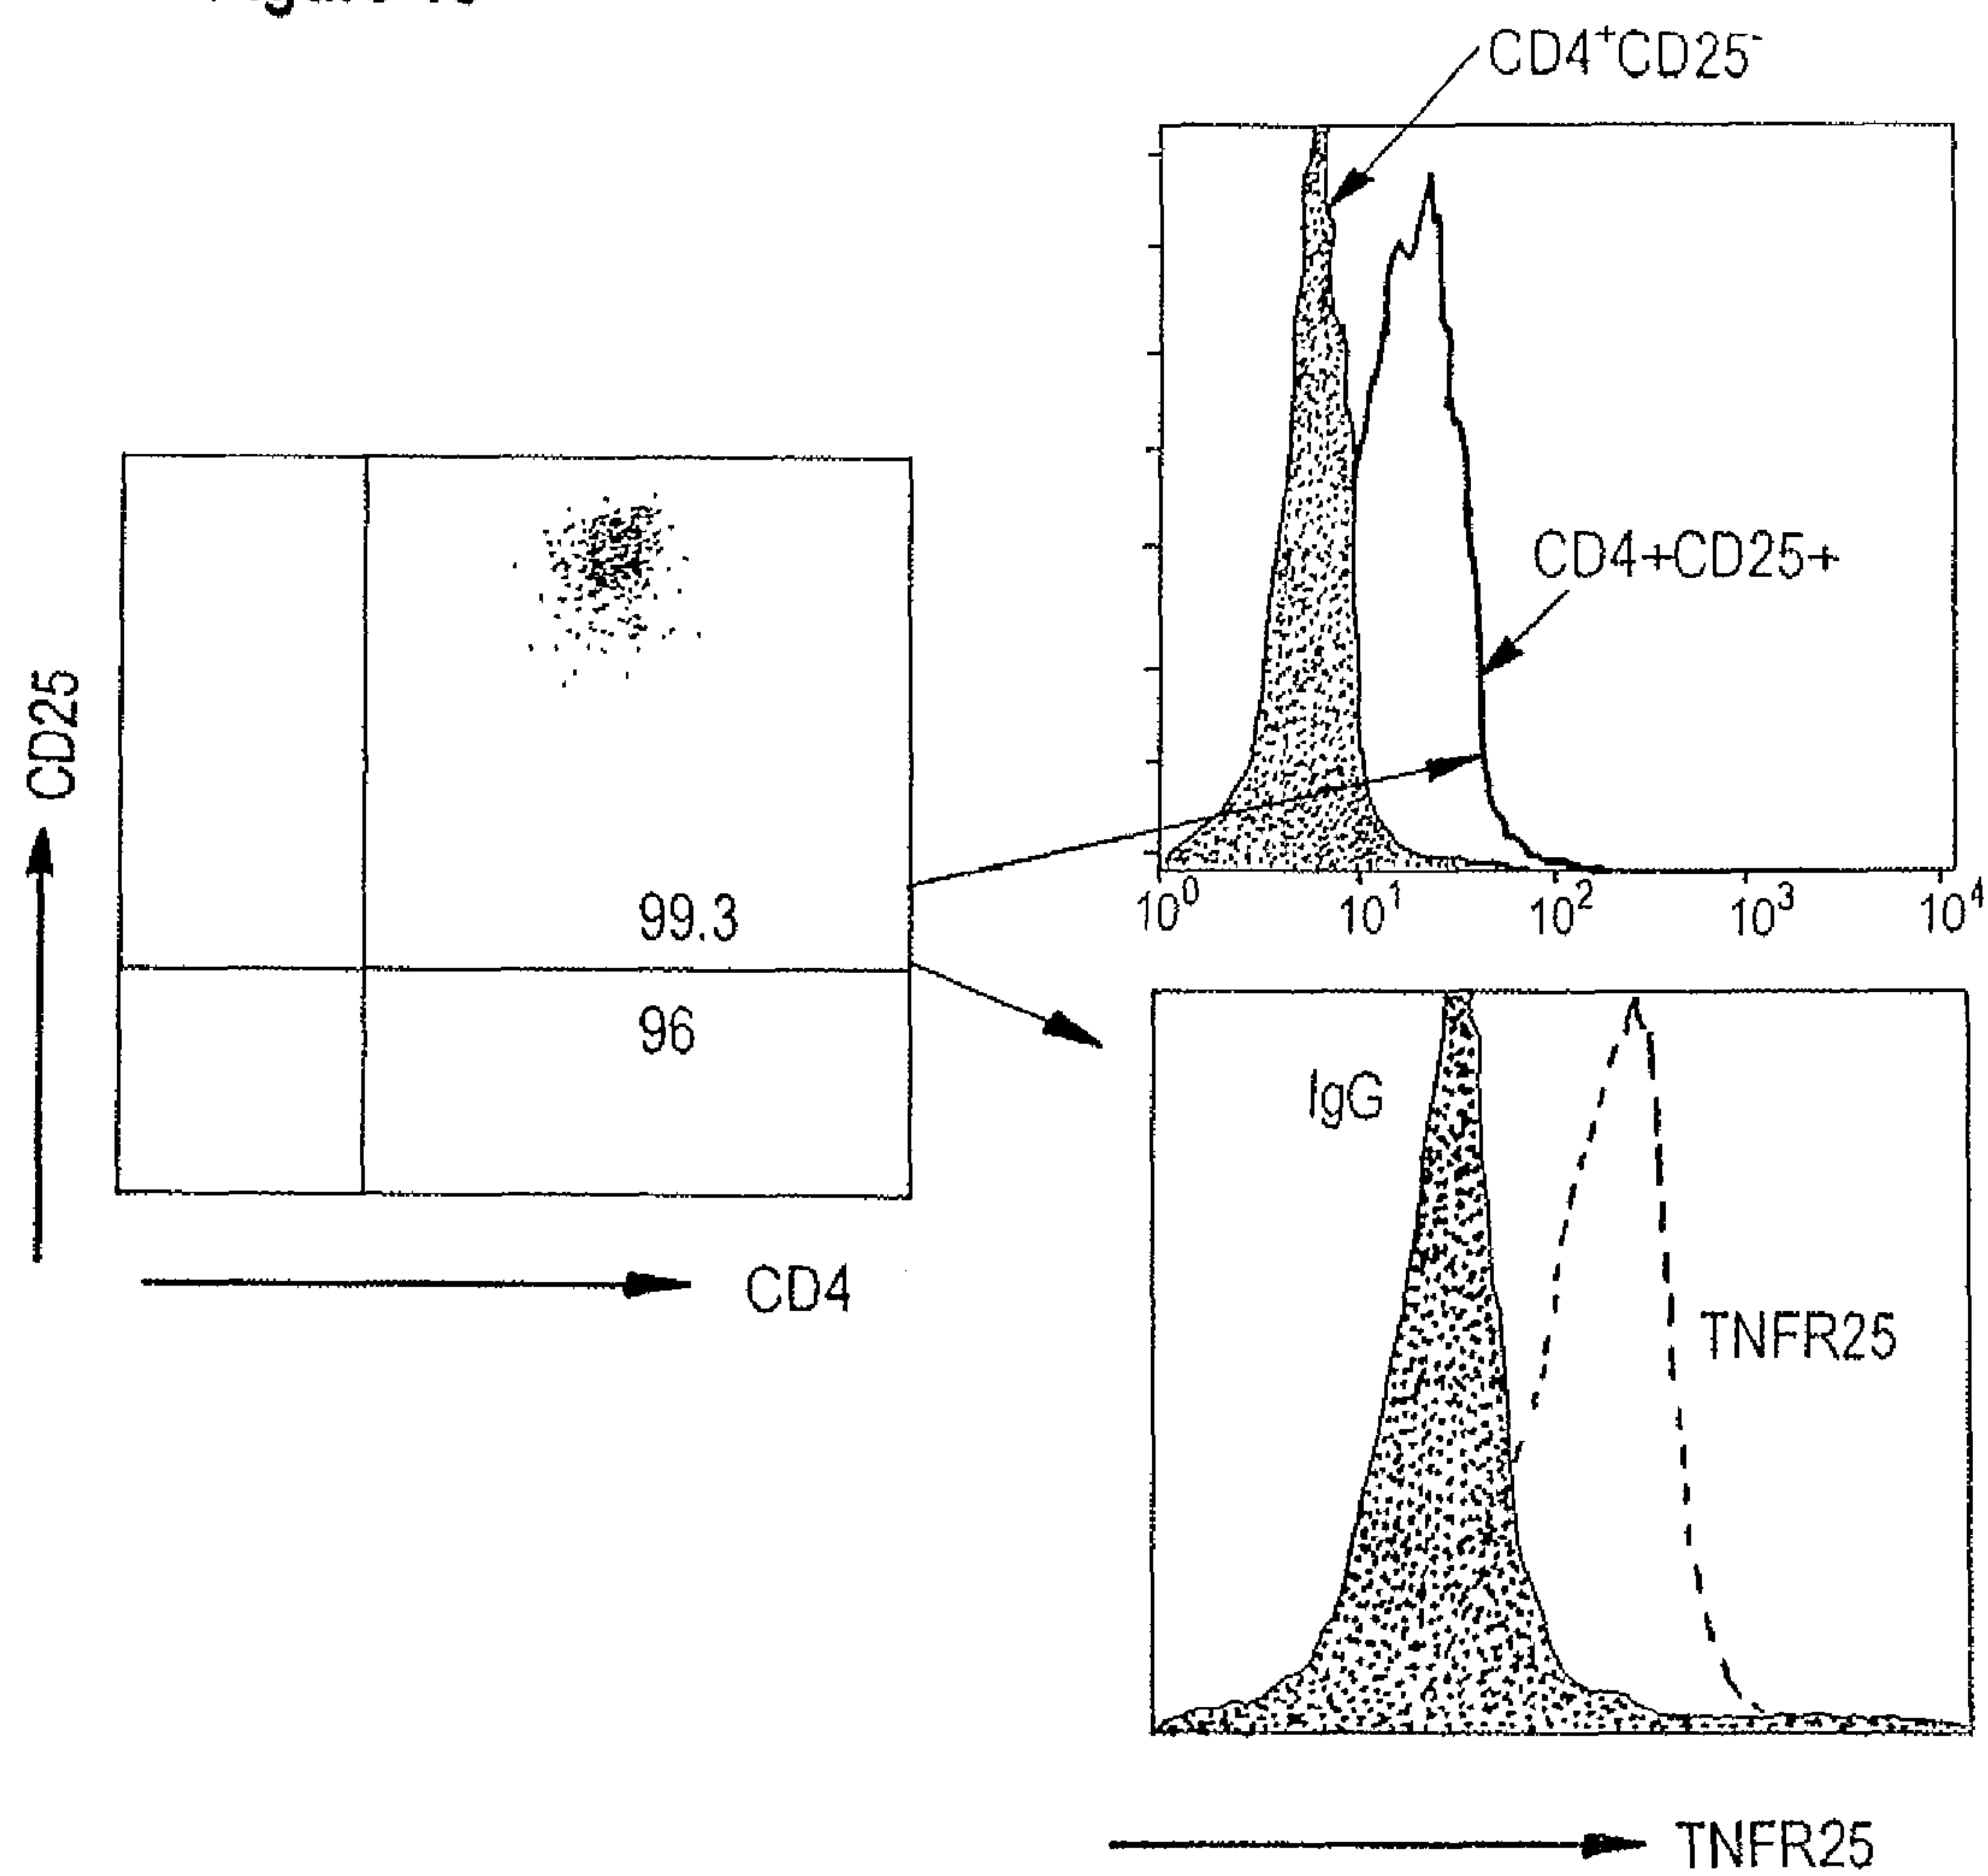 CD4⁺CD25⁻
CD4+CD25+
CD25
99.3
96
CD4
10⁰ 10¹ 10² 10³ 10⁴
IgG
TNFR25
TNFR25